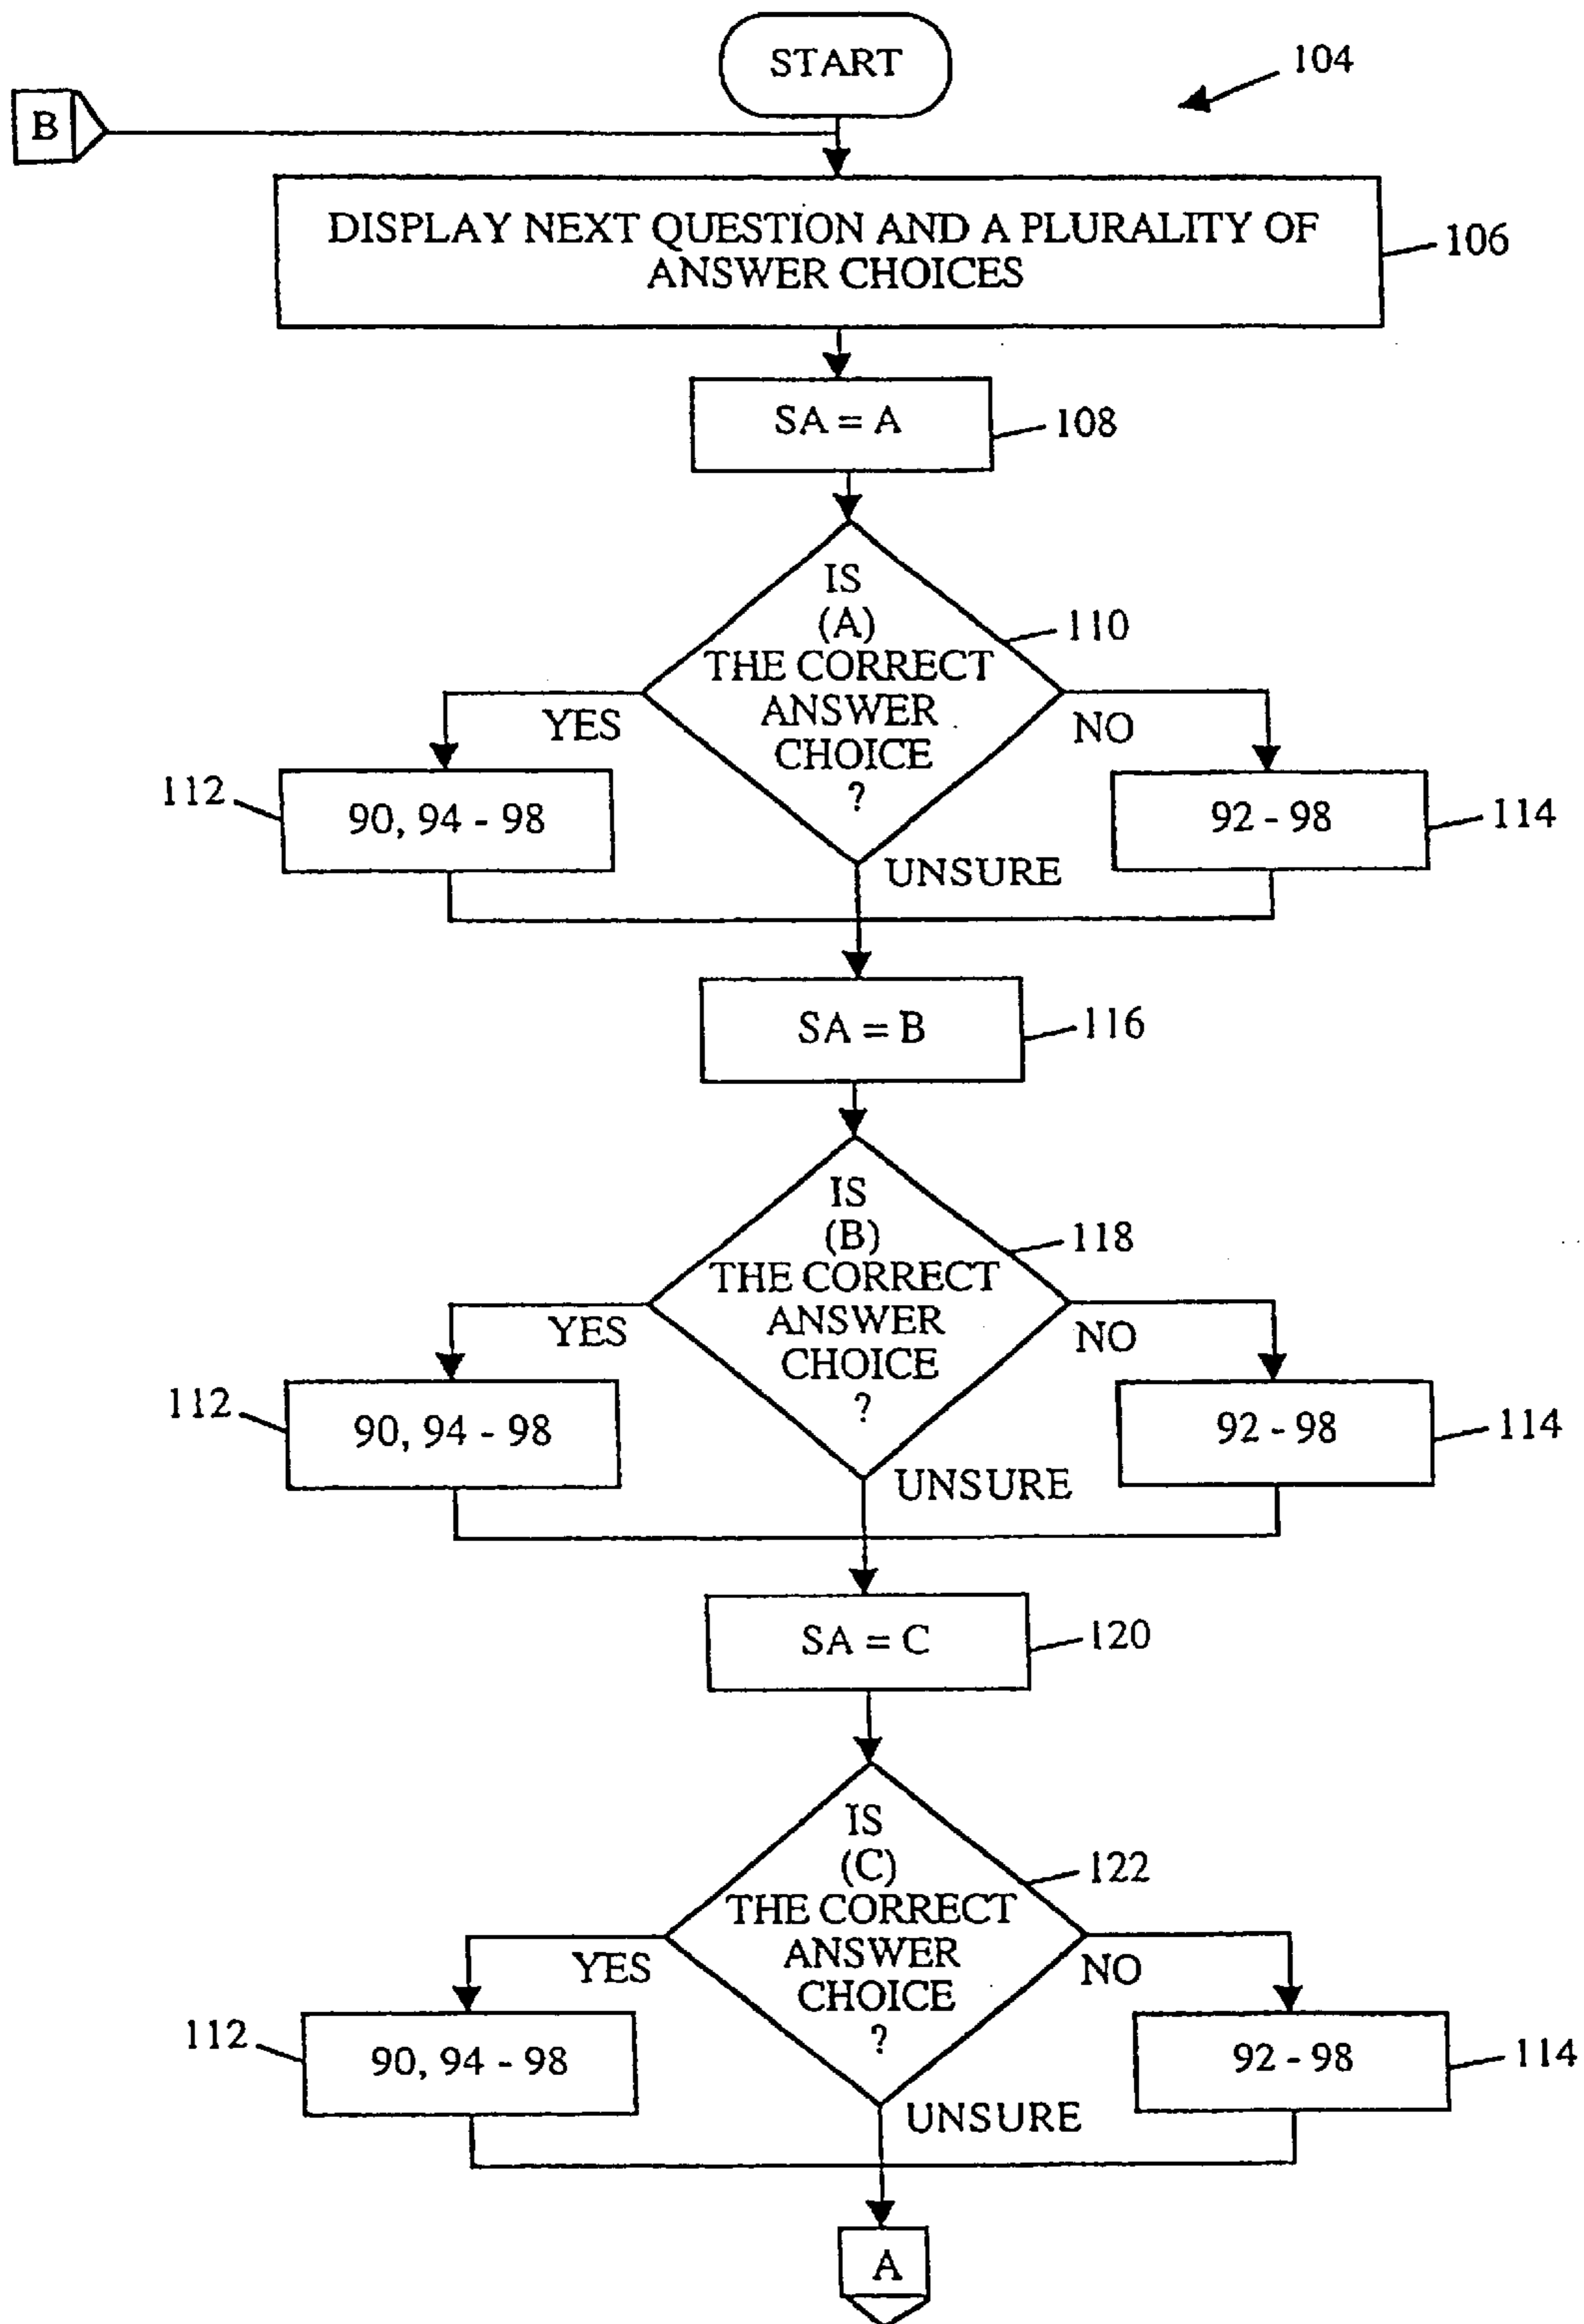 START
104
B
DISPLAY NEXT QUESTION AND A PLURALITY OF
ANSWER CHOICES
106
SA = A
108
IS
(A)
THE CORRECT
ANSWER
CHOICE
?
110
YES
NO
112
90, 94 - 98
92 - 98
114
UNSURE
SA = B
116
IS
(B)
THE CORRECT
ANSWER
CHOICE
?
118
YES
NO
112
90, 94 - 98
92 - 98
114
UNSURE
SA = C
120
IS
(C)
THE CORRECT
ANSWER
CHOICE
?
122
YES
NO
112
90, 94 - 98
92 - 98
114
UNSURE
A